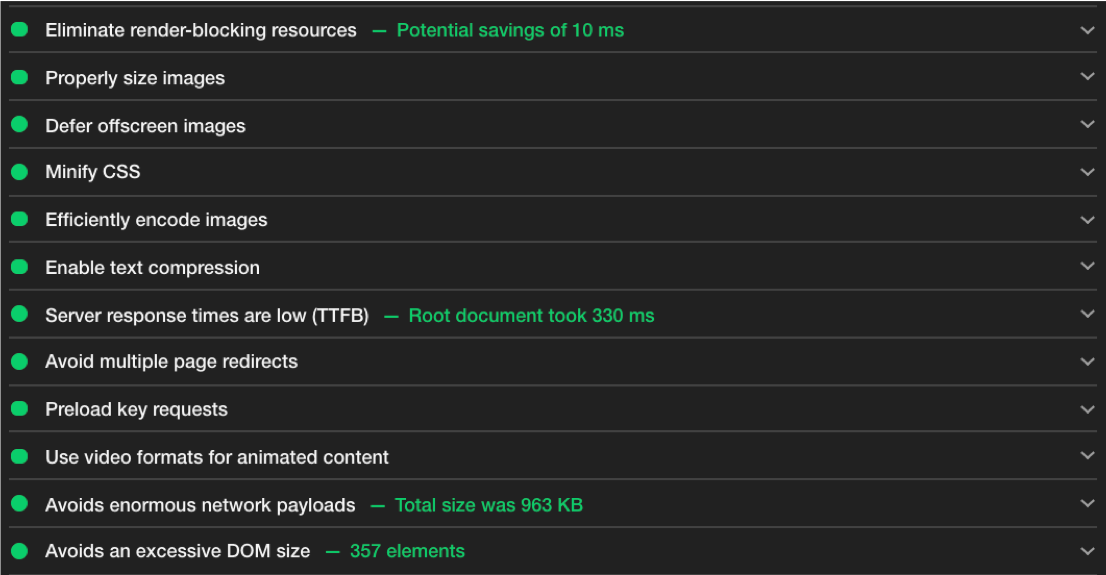 Eliminate render-blocking resources — Potential savings of 10 ms
Properly size images
Defer offscreen images
Minify CSS
Efficiently encode images
Enable text compression
Server response times are low (TTFB) — Root document took 330 ms
Avoid multiple page redirects
Preload key requests
Use video formats for animated content
Avoids enormous network payloads — Total size was 963 KB
Avoids an excessive DOM size — 357 elements